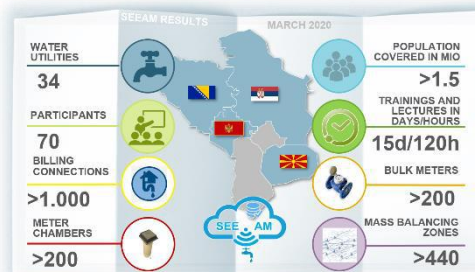 SEEAM RESULTS
MARCH 2020
WATER
UTILITIES
34
PARTICIPANTS
70
BILLING
CONNECTIONS
>1.000
METER
CHAMBERS
>200
POPULATION
COVERED IN MIO
>1.5
TRAININGS AND
LECTURES IN
DAYS/HOURS
15d/120h
BULK METERS
>200
MASS BALANCING
ZONES
>440
SEE AM